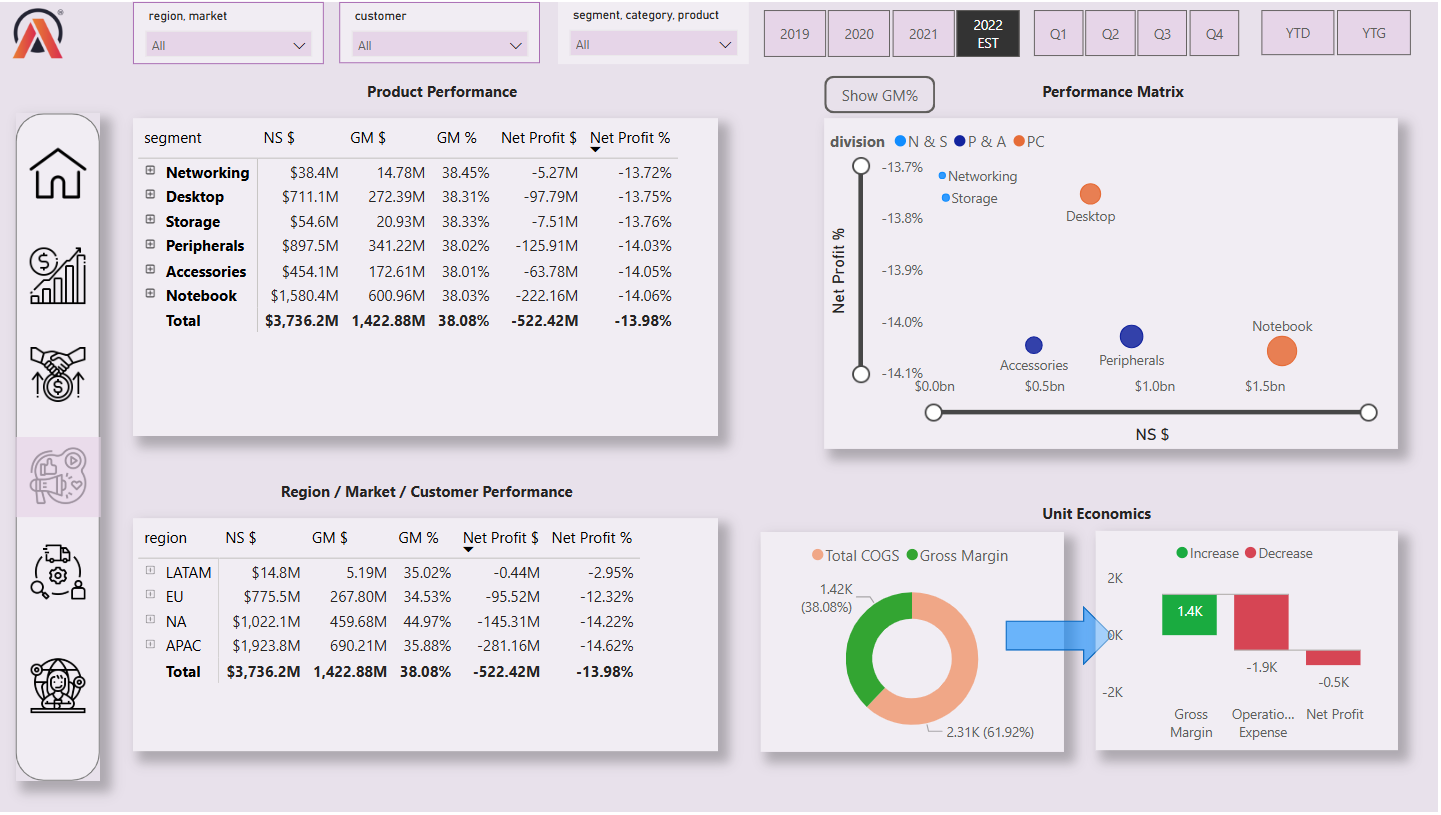 region, market
All
customer
All
segment, category, product
All
2019
2020
2021
2022
EST
Q1
Q2
Q3
Q4
YTD
YTG
Product Performance
segment NS $ GM $ GM % Net Profit $ Net Profit %
Networking $38.4M 14.78M 38.45% -5.27M -13.72%
Desktop $711.1M 272.39M 38.31% -97.79M -13.75%
Storage $54.6M 20.93M 38.33% -7.51M -13.76%
Peripherals $897.5M 341.22M 38.02% -125.91M -14.03%
Accessories $454.1M 172.61M 38.01% -63.78M -14.05%
Notebook $1,580.4M 600.96M 38.03% -222.16M -14.06%
Total $3,736.2M 1,422.88M 38.08% -522.42M -13.98%
Show GM%
Performance Matrix
division N & S P & A PC
Net Profit %
-13.7%
-13.8%
-13.9%
-14.0%
-14.1%
Networking
Storage
Desktop
Accessories
Peripherals
Notebook
$0.0bn $0.5bn $1.0bn $1.5bn
NS $
Region / Market / Customer Performance
region NS $ GM $ GM % Net Profit $ Net Profit %
LATAM $14.8M 5.19M 35.02% -0.44M -2.95%
EU $775.5M 267.80M 34.53% -95.52M -12.32%
NA $1,022.1M 459.68M 44.97% -145.31M -14.22%
APAC $1,923.8M 690.21M 35.88% -281.16M -14.62%
Total $3,736.2M 1,422.88M 38.08% -522.42M -13.98%
Unit Economics
Total COGS Gross Margin
1.42K
(38.08%)
2.31K (61.92%)
Increase Decrease
2K
0K
-2K
1.4K
-1.9K
-0.5K
Gross
Margin
Operatio...
Expense
Net Profit